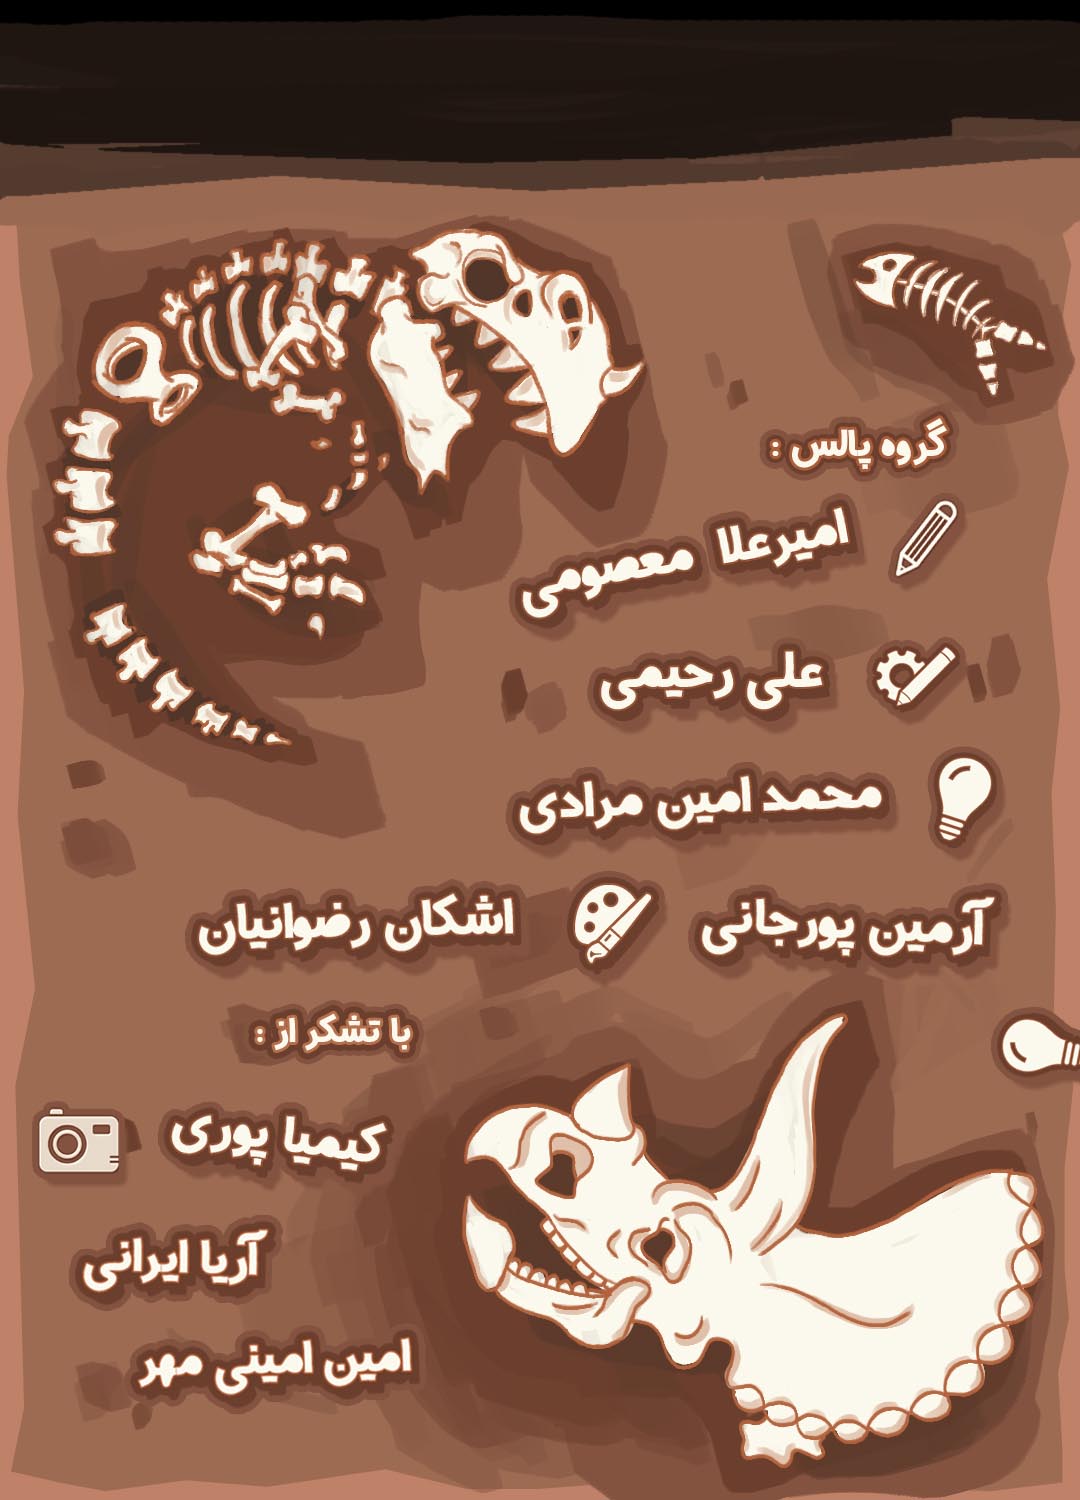 گروه پالس :
امیرعلا معصومی
علی رحیمی
محمد امین مرادی
آرمین پورجانی
اشکان رضوانیان
با تشکر از :
کیمیا پوری
آریا ایرانی
امین امینی مهر